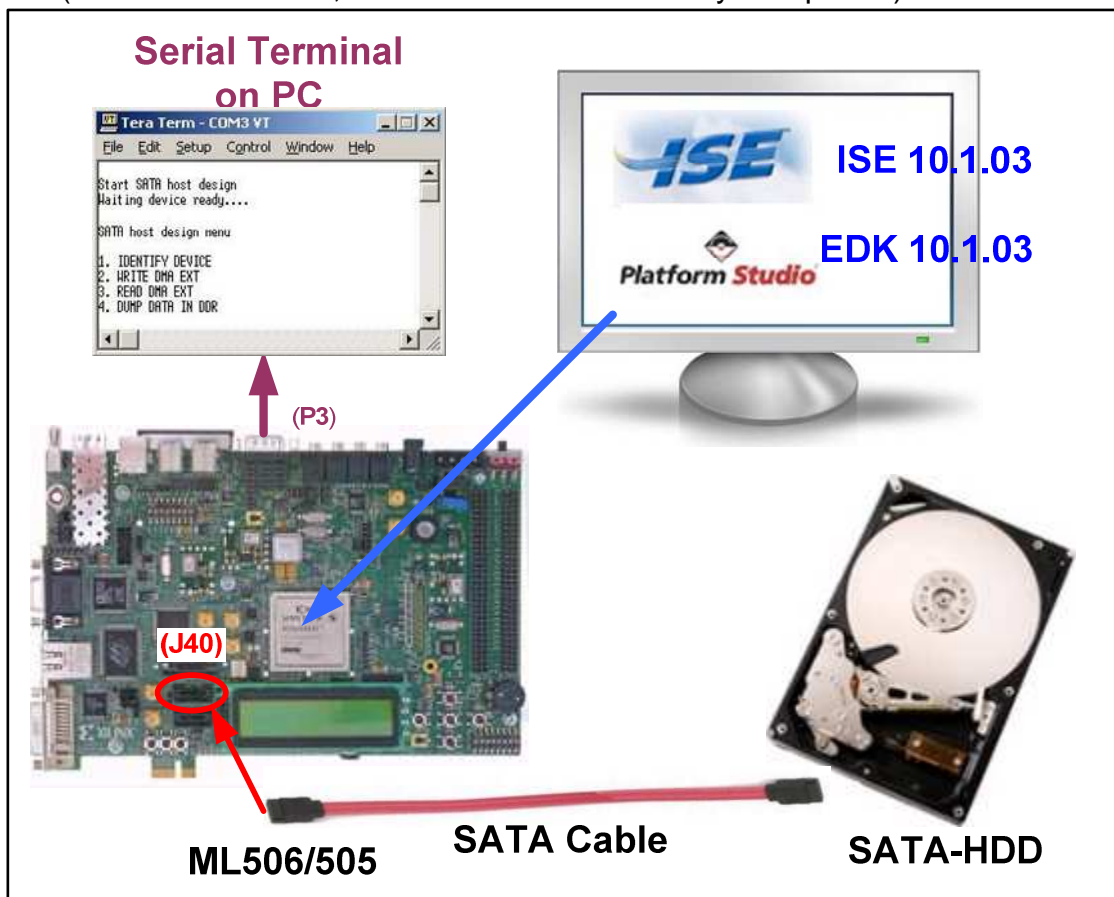 Serial Terminal
on PC
Tera Term - COM3 VT
File Edit Setup Control Window Help
Start SATA host design
Waiting device ready....
SATA host design menu
1. IDENTIFY DEVICE
2. WRITE DMA EXT
3. READ DMA EXT
4. DUMP DATA IN DDR
ISE
ISE 10.1.03
Platform Studio
EDK 10.1.03
(P3)
(J40)
XILINX
SATA Cable
ML506/505
SATA-HDD